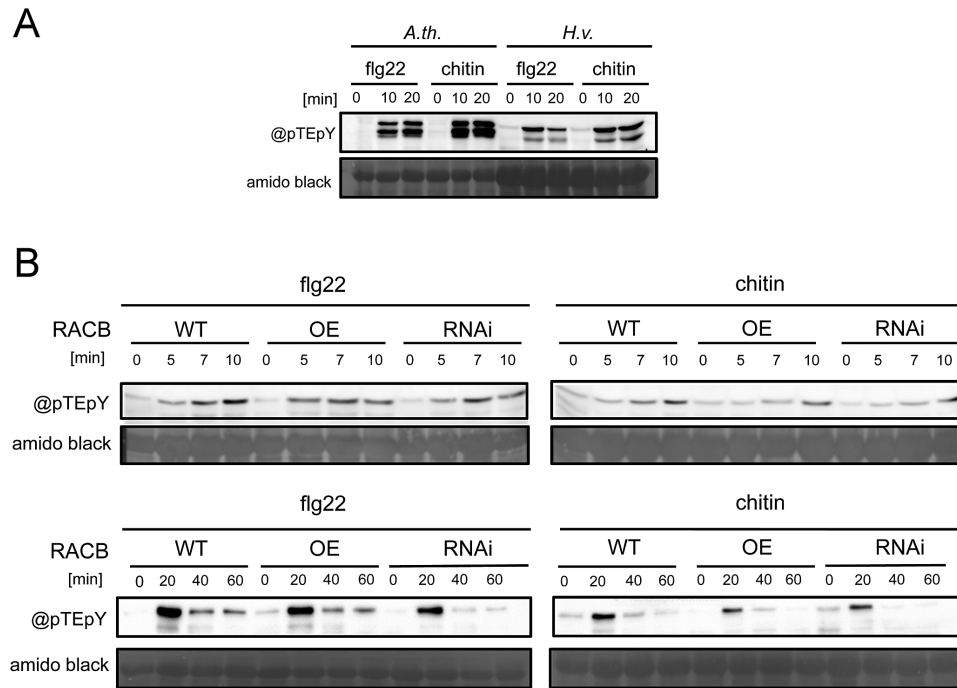 A
A.th. H.v.
flg22 chitin flg22 chitin
[min] 0 10 20 0 10 20 0 10 20 0 10 20
@pTEpY
amido black
B
flg22 chitin
RACB WT OE RNAi WT OE RNAi
[min] 0 5 7 10 0 5 7 10 0 5 7 10 0 5 7 10 0 5 7 10 0 5 7 10
@pTEpY
amido black
flg22 chitin
RACB WT OE RNAi WT OE RNAi
[min] 0 20 40 60 0 20 40 60 0 20 40 60 0 20 40 60 0 20 40 60 0 20 40 60
@pTEpY
amido black